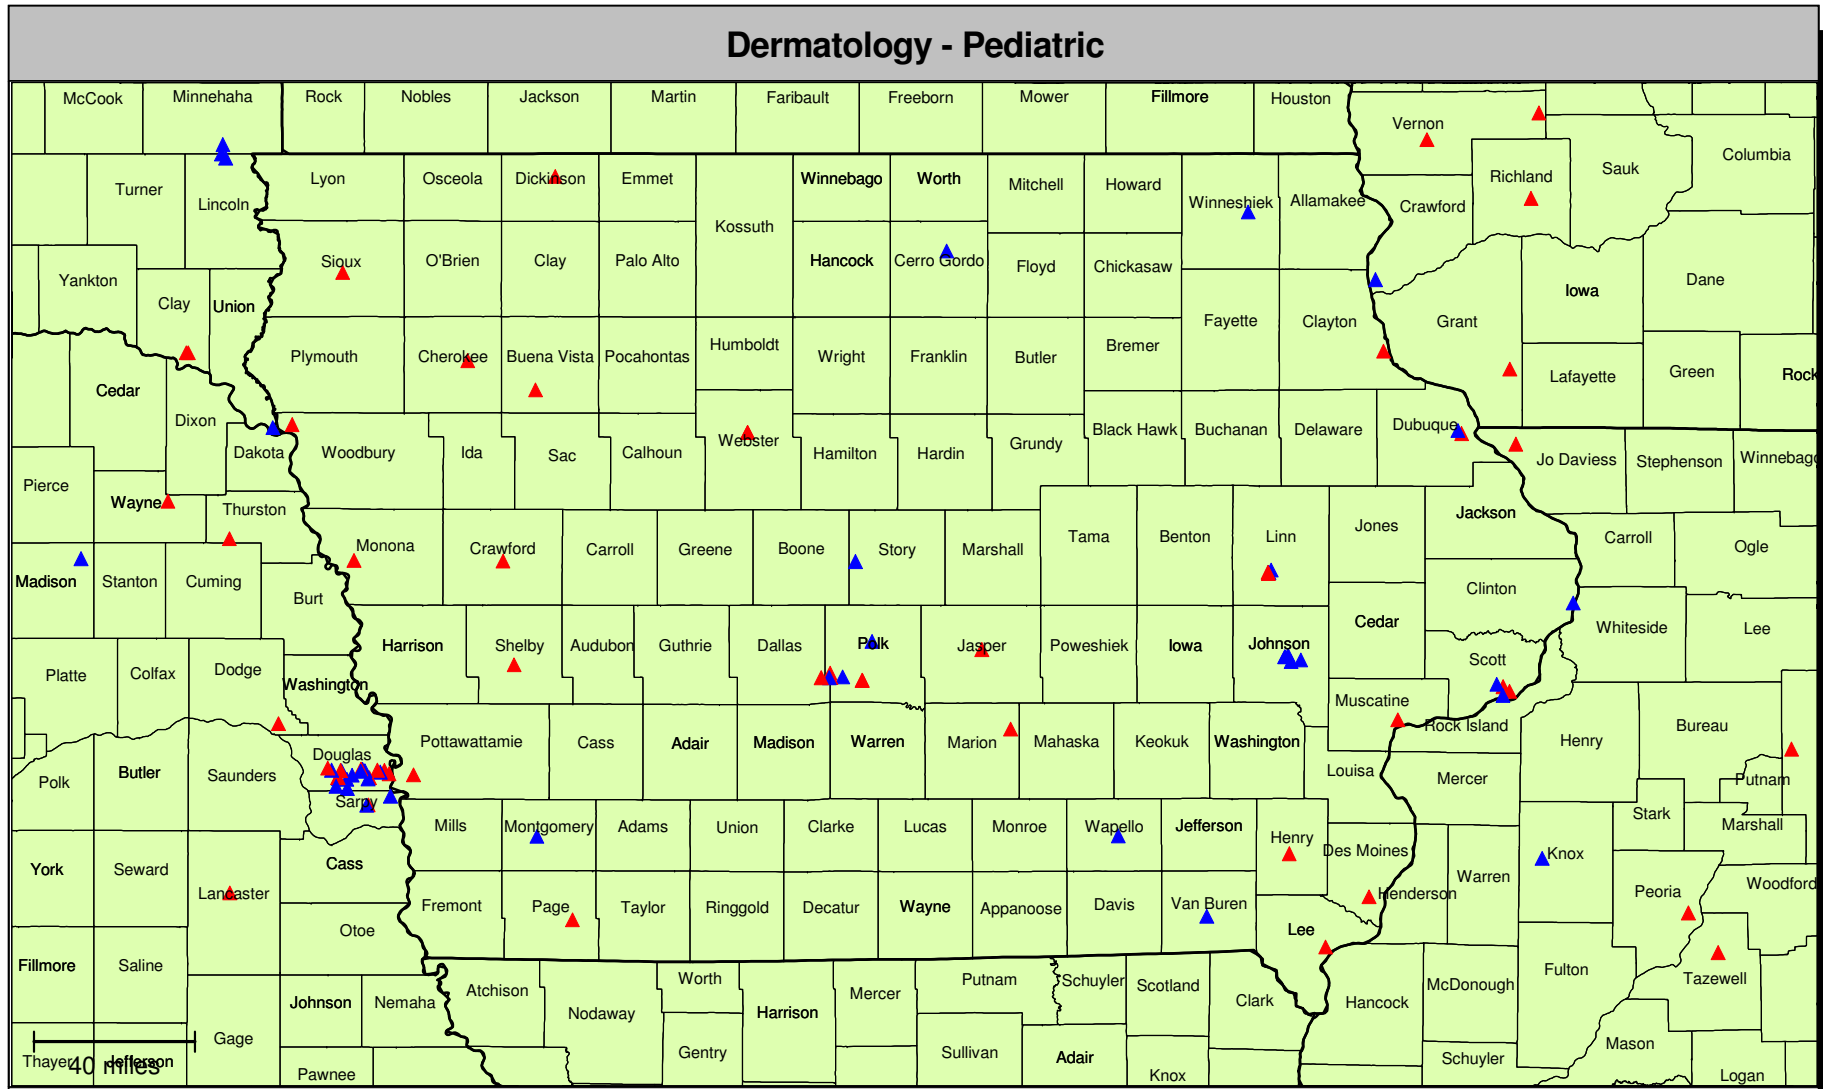 Dermatology - Pediatric
McCook Minnehaha Rock Nobles Jackson Martin Faribault Freeborn Mower Fillmore Houston
Vernon
Turner Lincoln Lyon Osceola Dickinson Emmet Kossuth Winnebago Worth Mitchell Howard Winneshiek Allamakee Crawford Richland Sauk Columbia
Yankton Clay Union Sioux O'Brien Clay Palo Alto Hancock Cerro Gordo Floyd Chickasaw Iowa Dane
Cedar Plymouth Cherokee Buena Vista Pocahontas Humboldt Wright Franklin Butler Bremer Fayette Clayton Grant Lafayette Green Rock
Dixon Dakota Woodbury Ida Sac Calhoun Webster Hamilton Hardin Grundy Black Hawk Buchanan Delaware Dubuque Jo Daviess Stephenson Winnebago
Pierce Wayne Thurston
Monona Crawford Carroll Greene Boone Story Marshall Tama Benton Linn Jones Jackson Carroll Ogle
Madison Stanton Cuming Burt Clinton
Harrison Shelby Audubon Guthrie Dallas Polk Jasper Poweshiek Iowa Johnson Cedar Scott Whiteside Lee
Platte Colfax Dodge Washington Muscatine Rock Island
Pottawattamie Cass Adair Madison Warren Marion Mahaska Keokuk Washington Louisa Henry Bureau
Polk Butler Saunders Douglas Sarpy Mercer Putnam
Mills Montgomery Adams Union Clarke Lucas Monroe Wapello Jefferson Henry Des Moines Stark Marshall
York Seward Cass Lancaster Knox
Fremont Page Taylor Ringgold Decatur Wayne Appanoose Davis Van Buren Lee Henderson Warren Peoria Woodford
Otoe
Fillmore Saline Atchison Worth Putnam Schuyler Scotland Fulton Tazewell
Johnson Nemaha Nodaway Harrison Mercer Clark Hancock McDonough
Gage Gentry Sullivan Adair Schuyler Mason
Thayer Jefferson Pawnee Knox Logan
40 miles